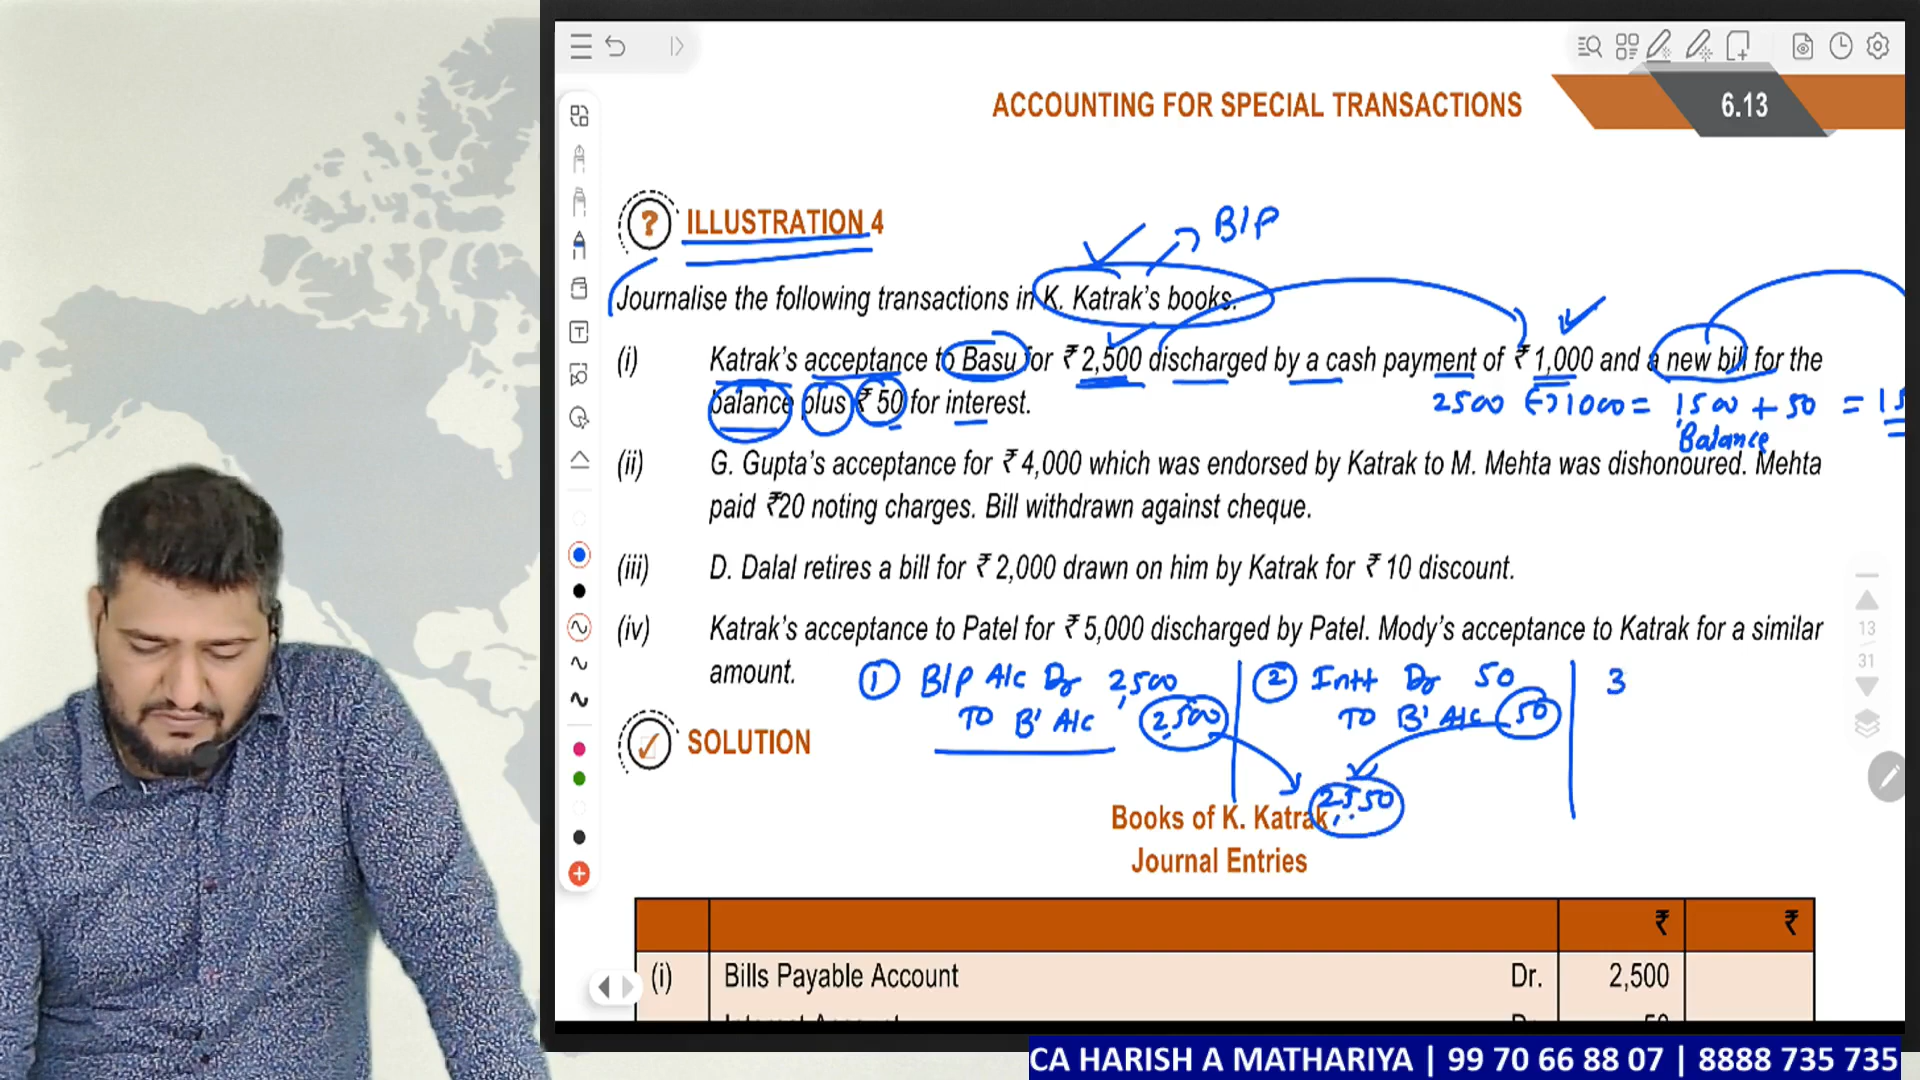 ACCOUNTING FOR SPECIAL TRANSACTIONS 6.13
? ILLUSTRATION 4
B/P
Journalise the following transactions in K. Katrak's books.
(i) Katrak's acceptance to Basu for ₹ 2,500 discharged by a cash payment of ₹ 1,000 and a new bill for the
balance plus ₹ 50 for interest.
2500 (-) 1000 = 1500 + 50 = 15
Balance
(ii) G. Gupta's acceptance for ₹ 4,000 which was endorsed by Katrak to M. Mehta was dishonoured. Mehta
paid ₹20 noting charges. Bill withdrawn against cheque.
(iii) D. Dalal retires a bill for ₹ 2,000 drawn on him by Katrak for ₹ 10 discount.
(iv) Katrak's acceptance to Patel for ₹ 5,000 discharged by Patel. Mody's acceptance to Katrak for a similar
amount.
① B/P A/c Dr 2,500 ② Intt Dr 50 3
TO B' A/c 2,500 TO B' A/c 50
SOLUTION
2,550
Books of K. Katrak
Journal Entries
₹ ₹
(i) Bills Payable Account Dr. 2,500
13
31
CA HARISH A MATHARIYA | 99 70 66 88 07 | 8888 735 735